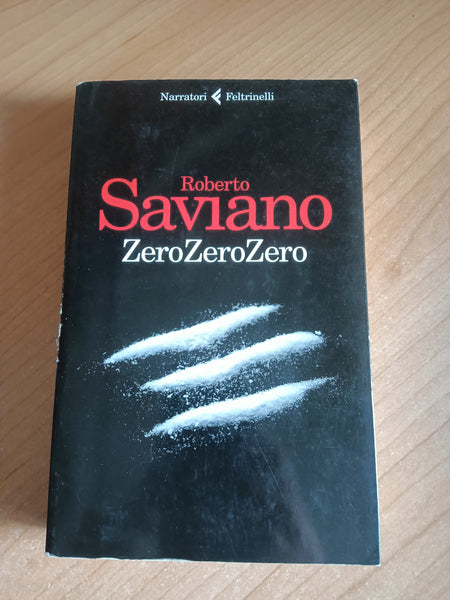 Narratori Feltrinelli
Roberto
Saviano
ZeroZeroZero